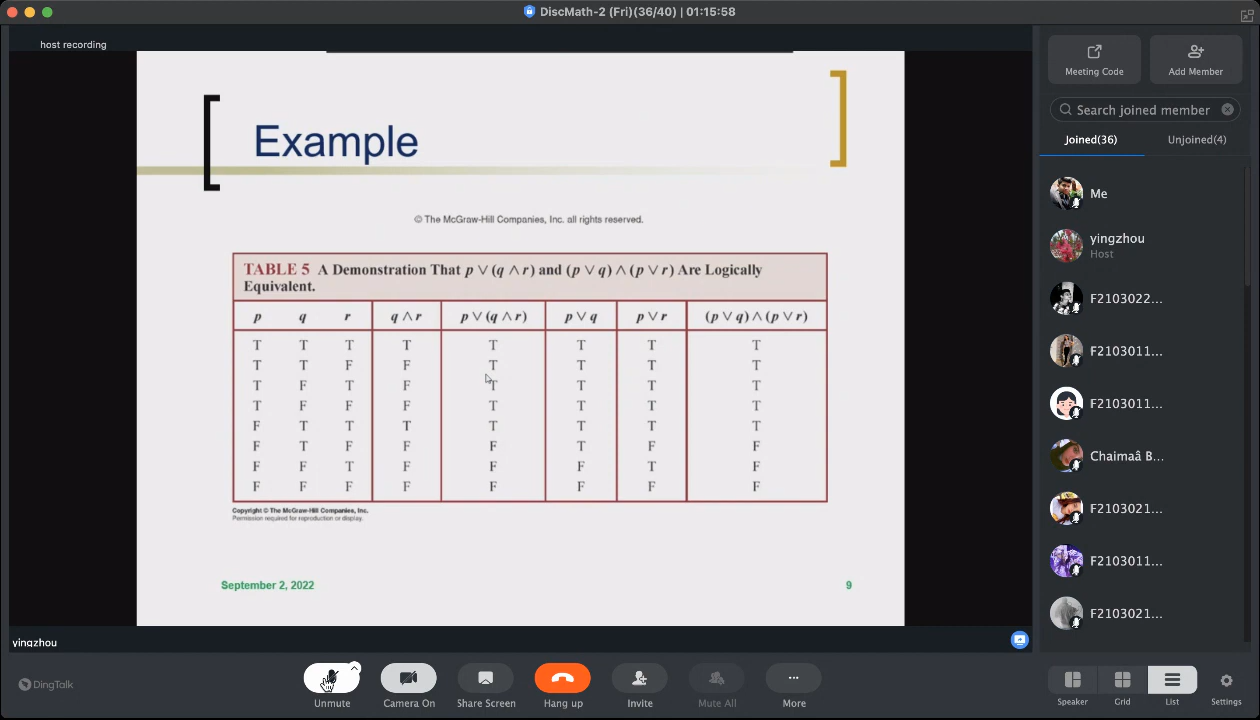 DiscMath-2 (Fri)(36/40) | 01:15:58
host recording
Example
© The McGraw-Hill Companies, Inc. all rights reserved.
TABLE 5 A Demonstration That p ∨ (q ∧ r) and (p ∨ q) ∧ (p ∨ r) Are Logically
Equivalent.
p q r q ∧ r p ∨ (q ∧ r) p ∨ q p ∨ r (p ∨ q) ∧ (p ∨ r)
T T T T T T T T
T T F F T T T T
T F T F T T T T
T F F F T T T T
F T T T T T T T
F T F F F T F F
F F T F F F T F
F F F F F F F F
Copyright © The McGraw-Hill Companies, Inc.
Permission required for reproduction or display.
September 2, 2022
9
yingzhou
Meeting Code
Add Member
Search joined member
Joined(36)
Unjoined(4)
Me
yingzhou
Host
F2103022...
F2103011...
F2103011...
Chaimaâ B...
F2103021...
F2103011...
F2103021...
DingTalk
Unmute
Camera On
Share Screen
Hang up
Invite
Mute All
More
Speaker
Grid
List
Settings